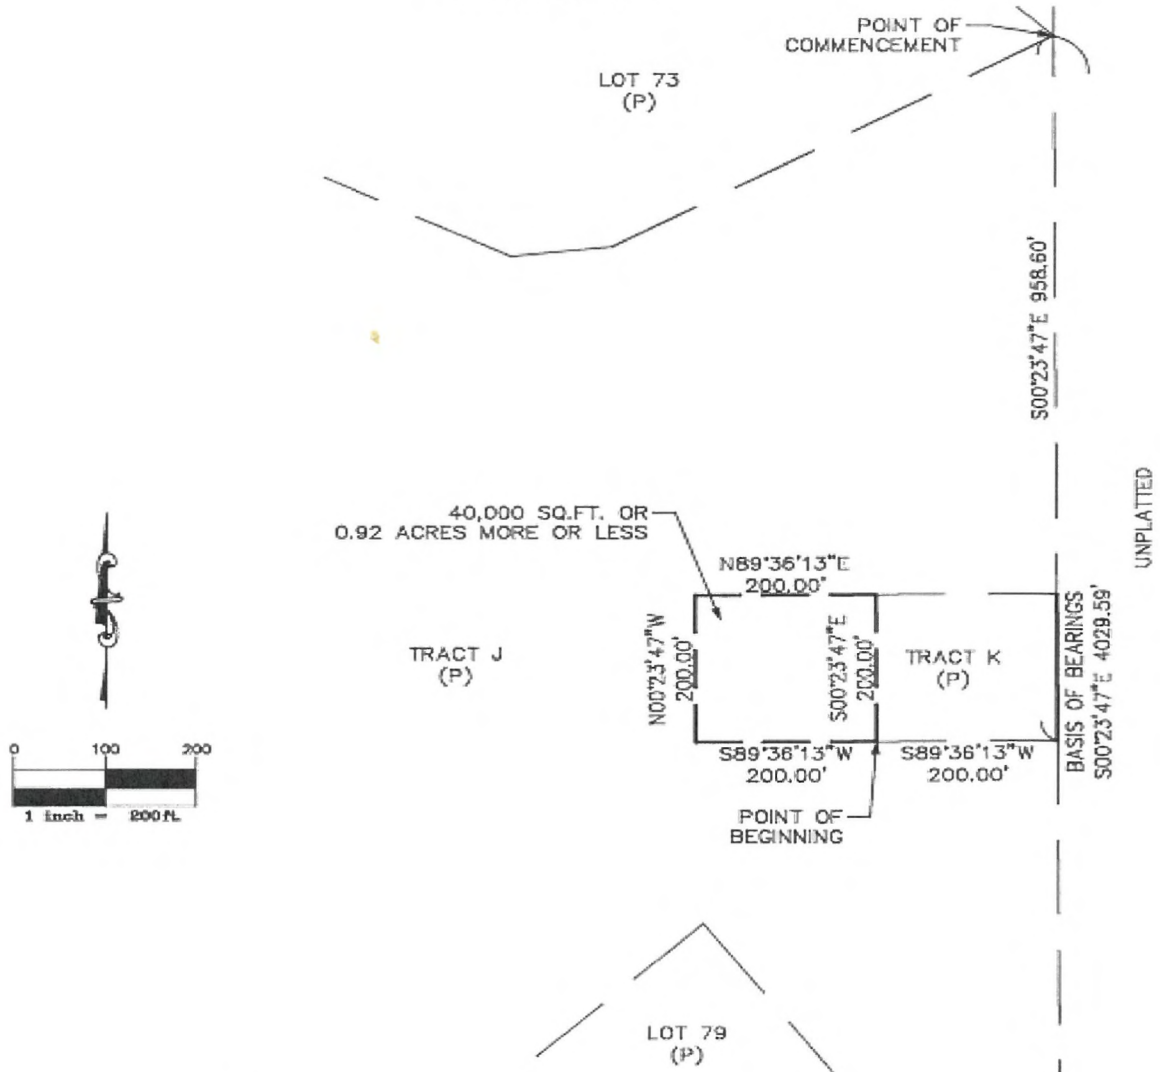 POINT OF
COMMENCEMENT
LOT 73
(P)
S00°23'47"E 958.60'
UNPLATTED
40,000 SQ.FT. OR
0.92 ACRES MORE OR LESS
N89°36'13"E
200.00'
N00°23'47"W
200.00'
S00°23'47"E
200.00'
TRACT J
(P)
TRACT K
(P)
BASIS OF BEARINGS
S00°23'47"E 4029.59'
S89°36'13"W
200.00'
S89°36'13"W
200.00'
0 100 200
1 inch = 200 ft.
POINT OF
BEGINNING
LOT 79
(P)